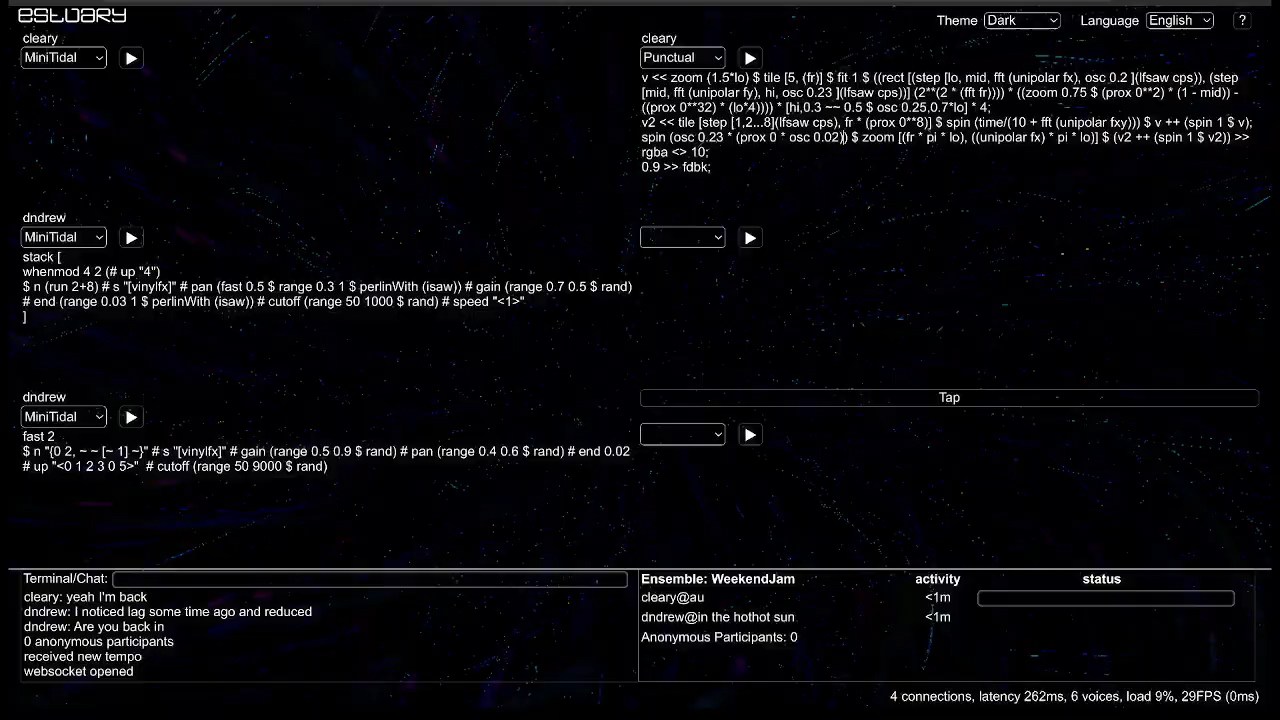 estuary
Theme Dark Language English ?
cleary
MiniTidal
cleary
Punctual
v << zoom (1.5*lo) $ tile [5, (fr)] $ fit 1 $ ((rect [(step [lo, mid, fft (unipolar fx), osc 0.2 ](lfsaw cps)), (step
[mid, fft (unipolar fy), hi, osc 0.23 ](lfsaw cps))] (2**(2 * (fft fr)))) * ((zoom 0.75 $ (prox 0**2) * (1 - mid)) -
((prox 0**32) * (lo*4)))) * [hi,0.3 ~~ 0.5 $ osc 0.25,0.7*lo] * 4;
v2 << tile [step [1,2...8](lfsaw cps), fr * (prox 0**8)] $ spin (time/(10 + fft (unipolar fxy))) $ v ++ (spin 1 $ v);
spin (osc 0.23 * (prox 0 * osc 0.02)) $ zoom [(fr * pi * lo), ((unipolar fx) * pi * lo)] $ (v2 ++ (spin 1 $ v2)) >>
rgba <> 10;
0.9 >> fdbk;
dndrew
MiniTidal
stack [
whenmod 4 2 (# up "4")
$ n (run 2+8) # s "[vinylfx]" # pan (fast 0.5 $ range 0.3 1 $ perlinWith (isaw)) # gain (range 0.7 0.5 $ rand)
# end (range 0.03 1 $ perlinWith (isaw)) # cutoff (range 50 1000 $ rand) # speed "<1>"
]
dndrew
MiniTidal
fast 2
$ n "{0 2, ~ ~ [~ 1] ~}" # s "[vinylfx]" # gain (range 0.5 0.9 $ rand) # pan (range 0.4 0.6 $ rand) # end 0.02
# up "<0 1 2 3 0 5>" # cutoff (range 50 9000 $ rand)
Tap
Terminal/Chat:
cleary: yeah I'm back
dndrew: I noticed lag some time ago and reduced
dndrew: Are you back in
0 anonymous participants
received new tempo
websocket opened
Ensemble: WeekendJam activity status
cleary@au <1m
dndrew@in the hothot sun <1m
Anonymous Participants: 0
4 connections, latency 262ms, 6 voices, load 9%, 29FPS (0ms)